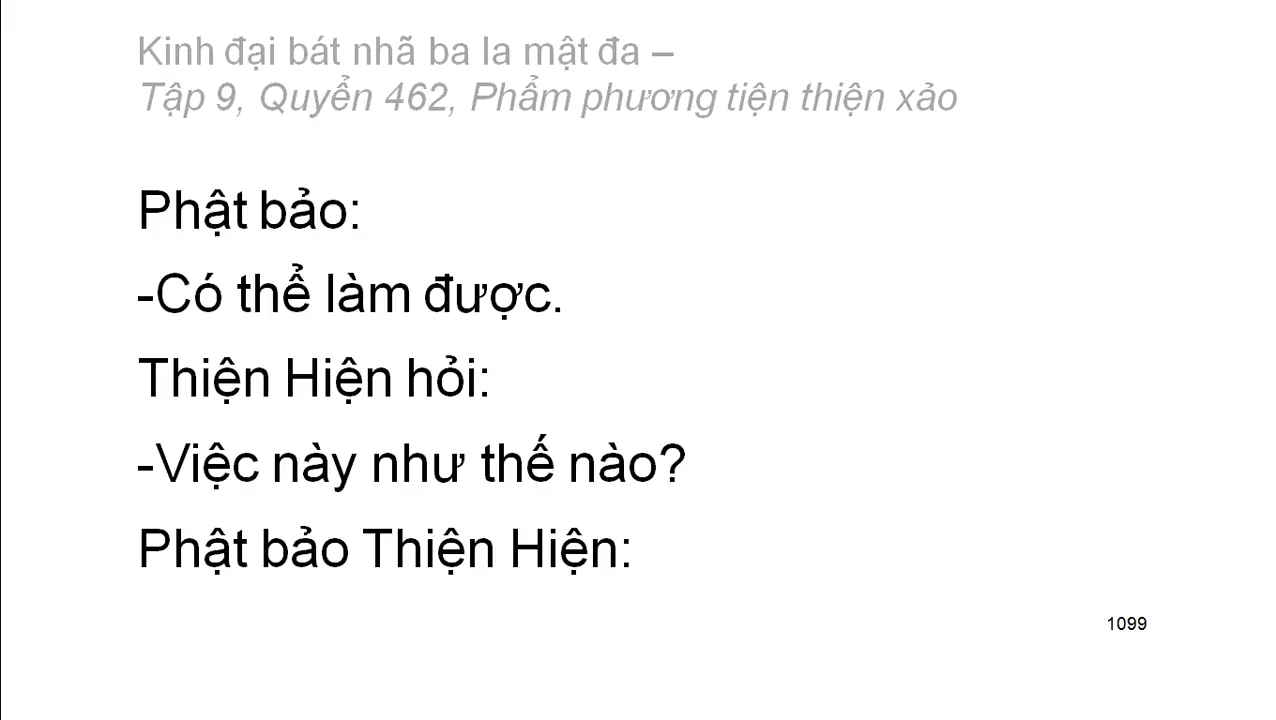 Kinh đại bát nhã ba la mật đa –
Tập 9, Quyển 462, Phẩm phương tiện thiện xảo
Phật bảo:
-Có thể làm được.
Thiện Hiện hỏi:
-Việc này như thế nào?
Phật bảo Thiện Hiện:
1099